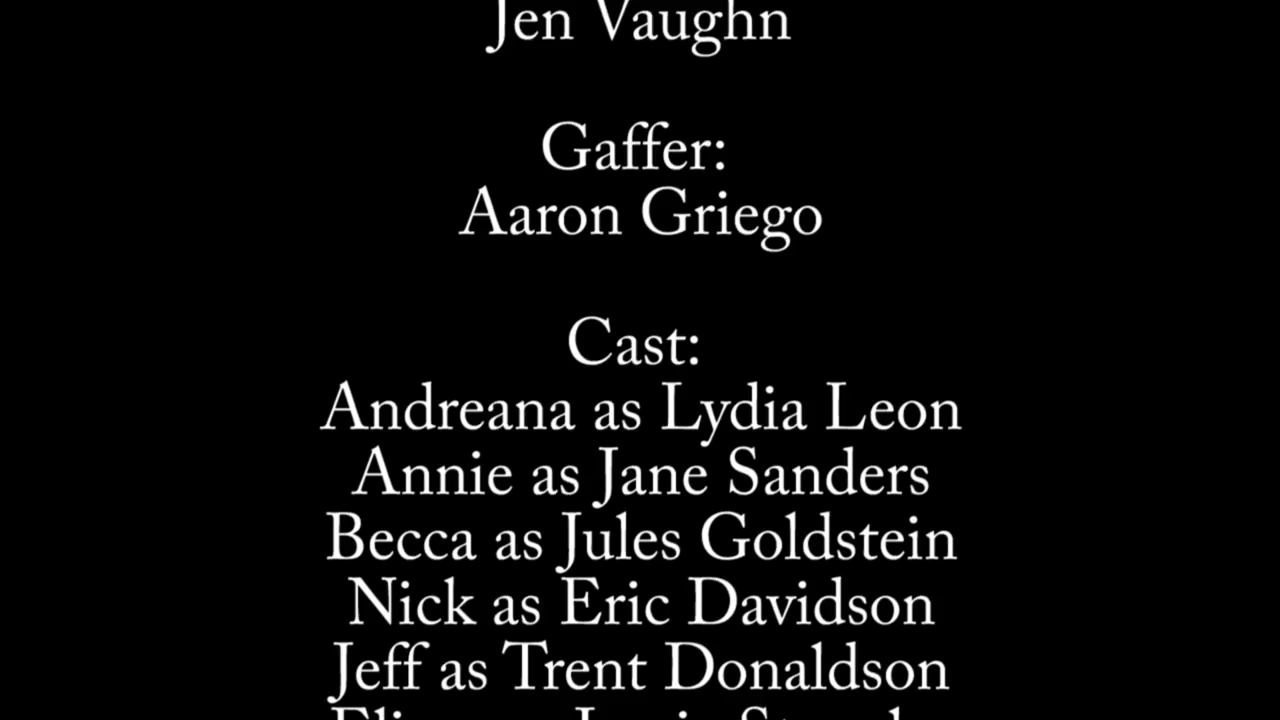 Jen Vaughn
Gaffer:
Aaron Griego
Cast:
Andreana as Lydia Leon
Annie as Jane Sanders
Becca as Jules Goldstein
Nick as Eric Davidson
Jeff as Trent Donaldson